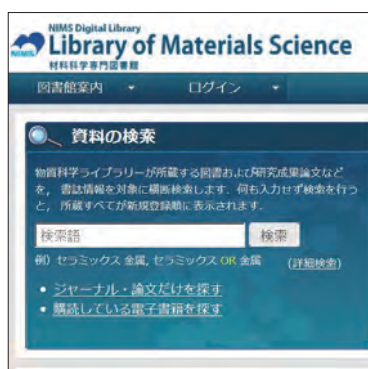 NIMS Digital Library
Library of Materials Science
NIMS
材料科学専門図書館
図書館案内 ログイン
資料の検索
物質科学ライブラリーが所蔵する図書および研究成果論文など
を，書誌情報を対象に横断検索します．何も入力せず検索を行う
と，所蔵すべてが新規登録順に表示されます．
検索語 検索
例）セラミックス 金属, セラミックス OR 金属 (詳細検索)
• ジャーナル・論文だけを探す
• 購読している電子書籍を探す